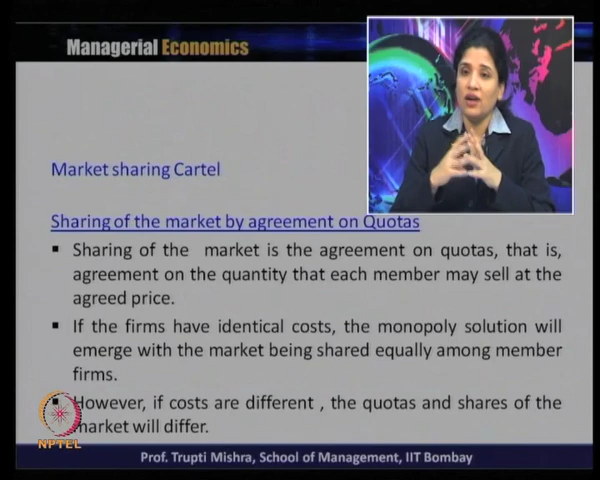 Managerial Economics
Market sharing Cartel
Sharing of the market by agreement on Quotas
▪ Sharing of the market is the agreement on quotas, that is,
agreement on the quantity that each member may sell at the
agreed price.
▪ If the firms have identical costs, the monopoly solution will
emerge with the market being shared equally among member
firms.
▪ However, if costs are different , the quotas and shares of the
market will differ.
NPTEL
Prof. Trupti Mishra, School of Management, IIT Bombay